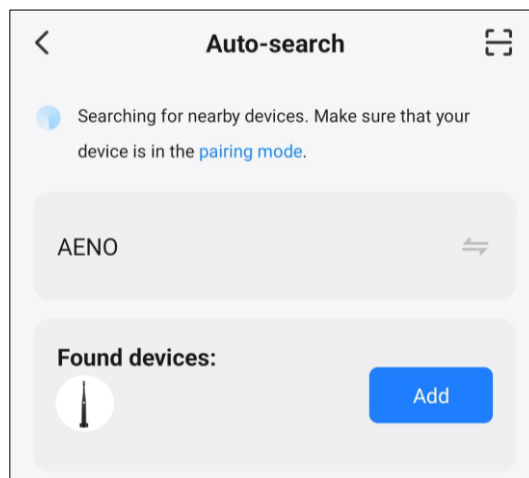 Auto-search
Searching for nearby devices. Make sure that your
device is in the pairing mode.
AENO
Found devices:
Add